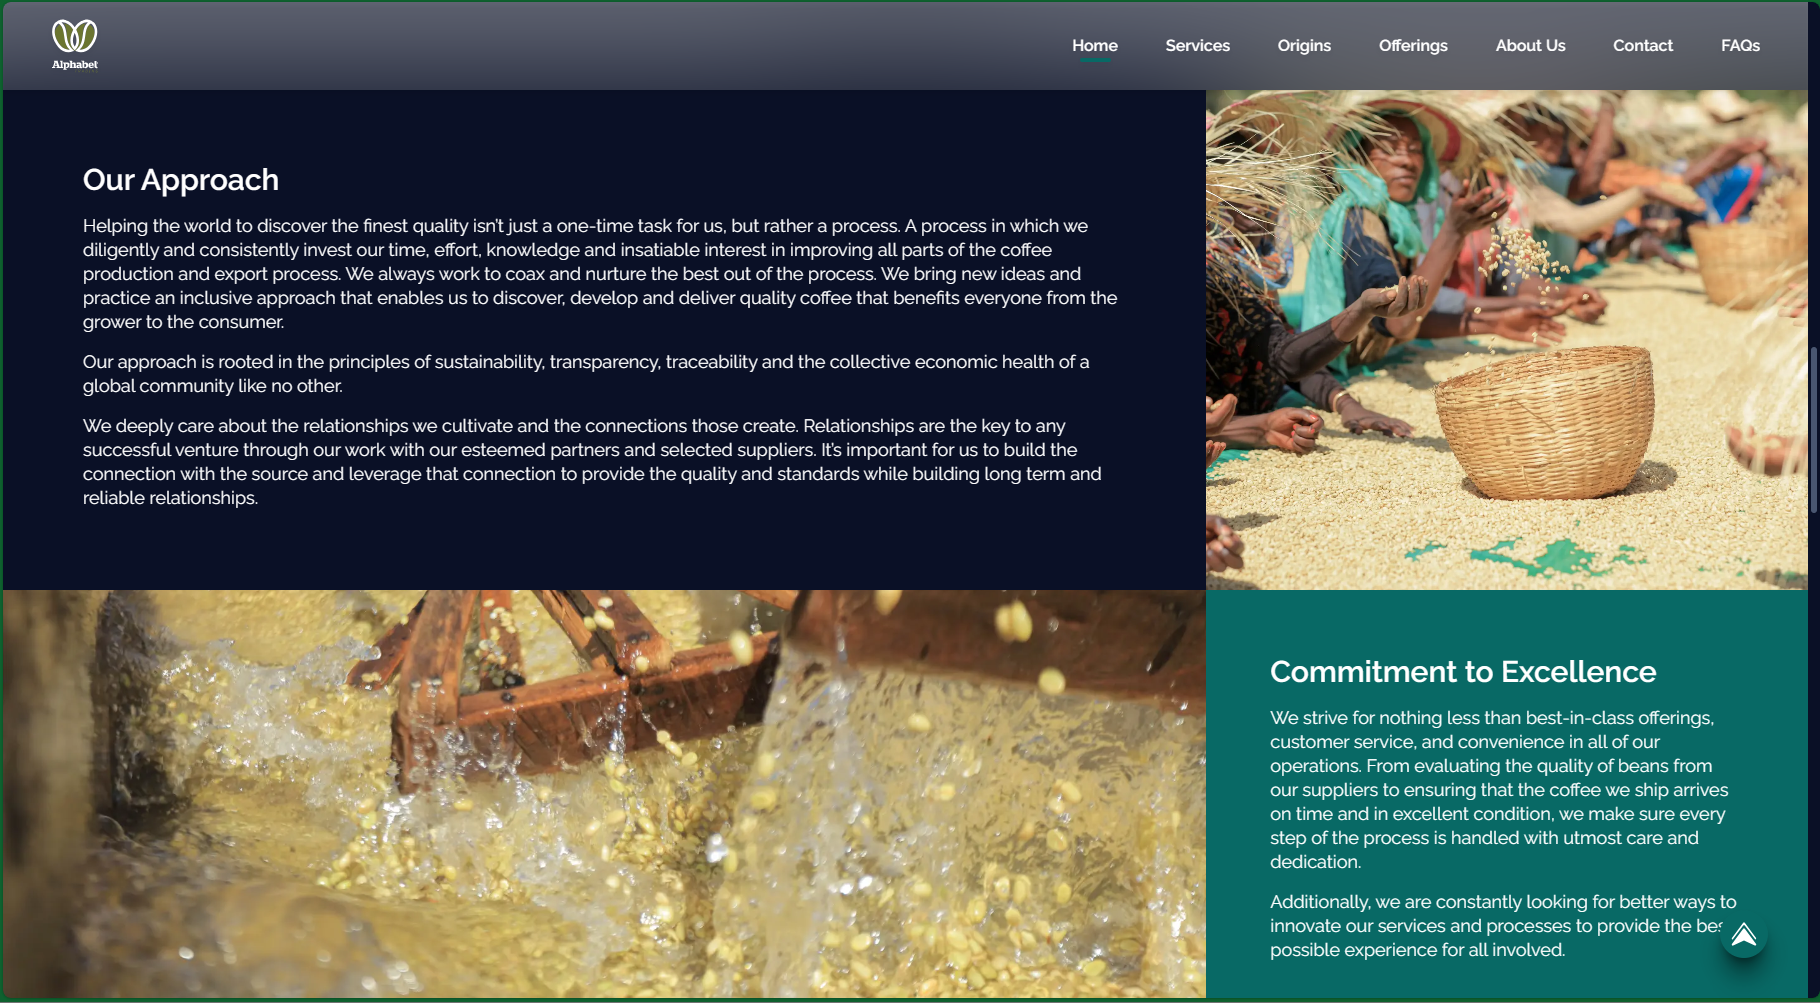 Alphabet
Home
Services
Origins
Offerings
About Us
Contact
FAQs
Our Approach
Helping the world to discover the finest quality isn't just a one-time task for us, but rather a process. A process in which we
diligently and consistently invest our time, effort, knowledge and insatiable interest in improving all parts of the coffee
production and export process. We always work to coax and nurture the best out of the process. We bring new ideas and
practice an inclusive approach that enables us to discover, develop and deliver quality coffee that benefits everyone from the
grower to the consumer.
Our approach is rooted in the principles of sustainability, transparency, traceability and the collective economic health of a
global community like no other.
We deeply care about the relationships we cultivate and the connections those create. Relationships are the key to any
successful venture through our work with our esteemed partners and selected suppliers. It's important for us to build the
connection with the source and leverage that connection to provide the quality and standards while building long term and
reliable relationships.
Commitment to Excellence
We strive for nothing less than best-in-class offerings,
customer service, and convenience in all of our
operations. From evaluating the quality of beans from
our suppliers to ensuring that the coffee we ship arrives
on time and in excellent condition, we make sure every
step of the process is handled with utmost care and
dedication.
Additionally, we are constantly looking for better ways to
innovate our services and processes to provide the
possible experience for all involved.